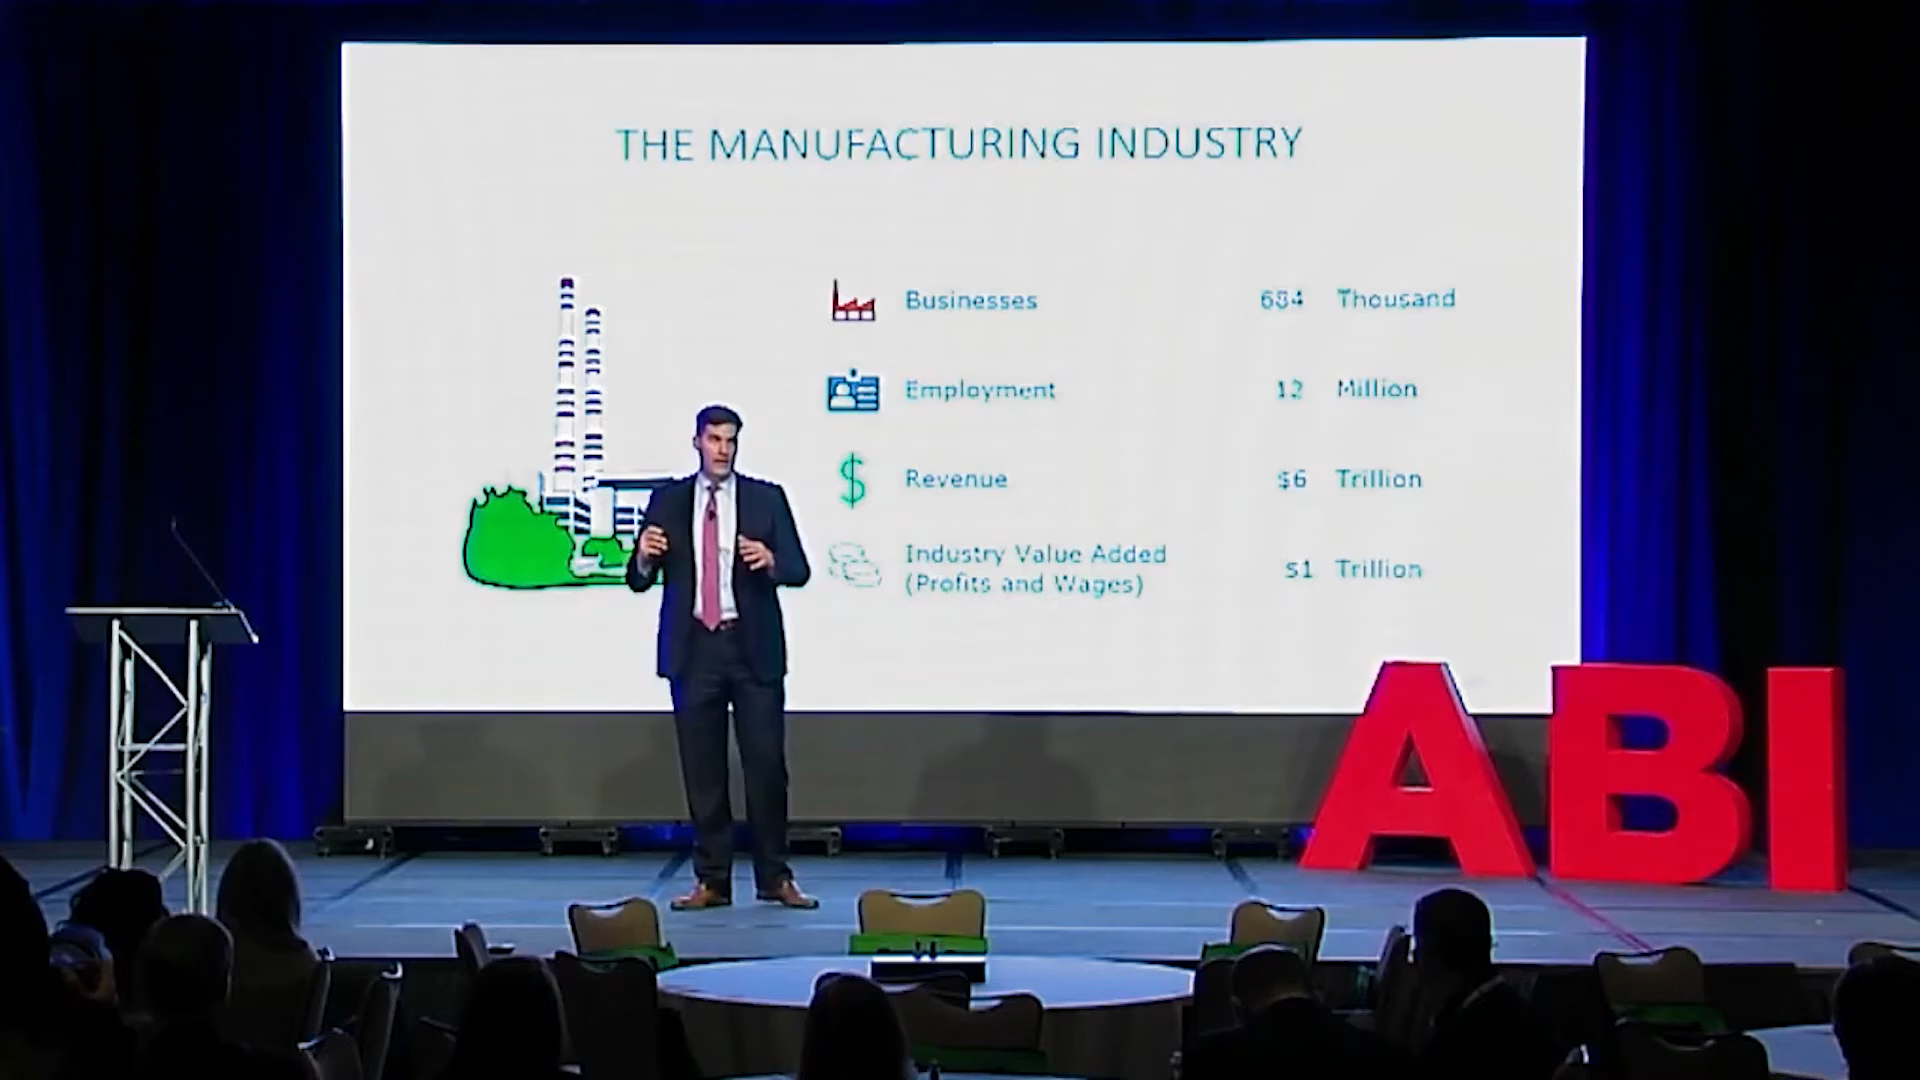 THE MANUFACTURING INDUSTRY
Businesses 684 Thousand
Employment 12 Million
Revenue $6 Trillion
Industry Value Added
(Profits and Wages) $1 Trillion
ABI